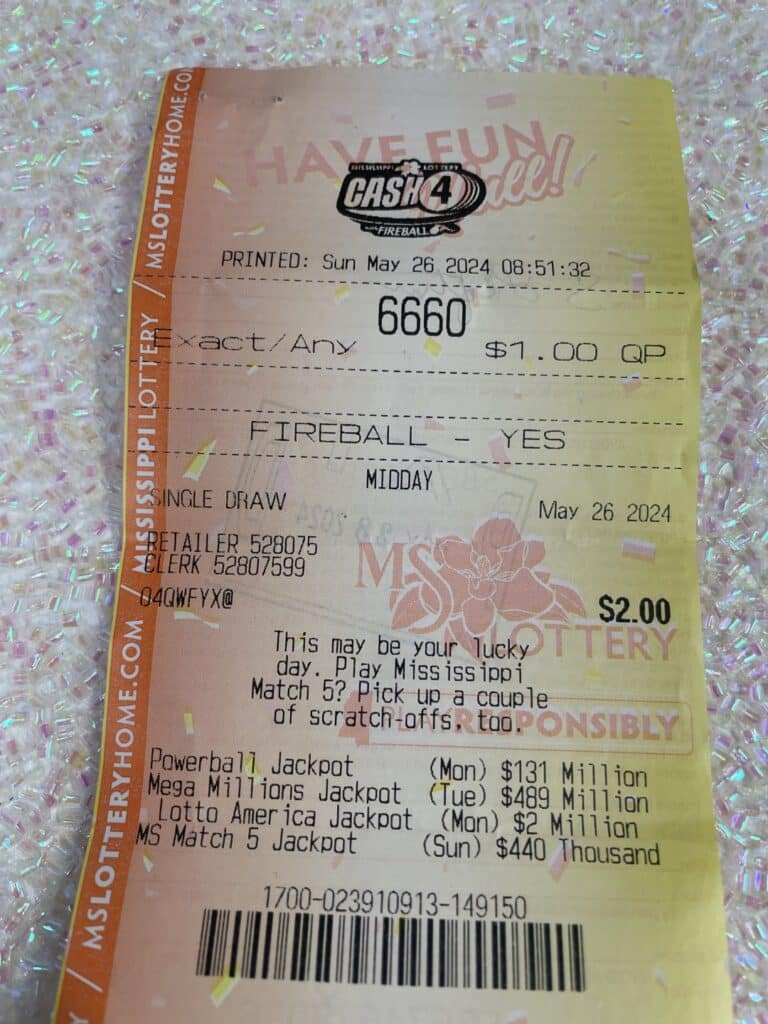 HAVE FUN
MISSISSIPPI LOTTERY
CASH 4
FIREBALL
PRINTED: Sun May 26 2024 08:51:32
6660
Exact/Any $1.00 QP
FIREBALL - YES
MIDDAY
SINGLE DRAW May 26 2024
RETAILER 528075
CLERK 52807599
Q4QWFYX@
$2.00
MS LOTTERY
This may be your lucky
day. Play Mississippi
Match 5? Pick up a couple
of scratch-offs, too.
RESPONSIBLY
Powerball Jackpot (Mon) $131 Million
Mega Millions Jackpot (Tue) $489 Million
Lotto America Jackpot (Mon) $2 Million
MS Match 5 Jackpot (Sun) $440 Thousand
1700-023910913-149150
MSLOTTERYHOME.COM / MISSISSIPPI LOTTERY / MSLOTTERYHOME.CO